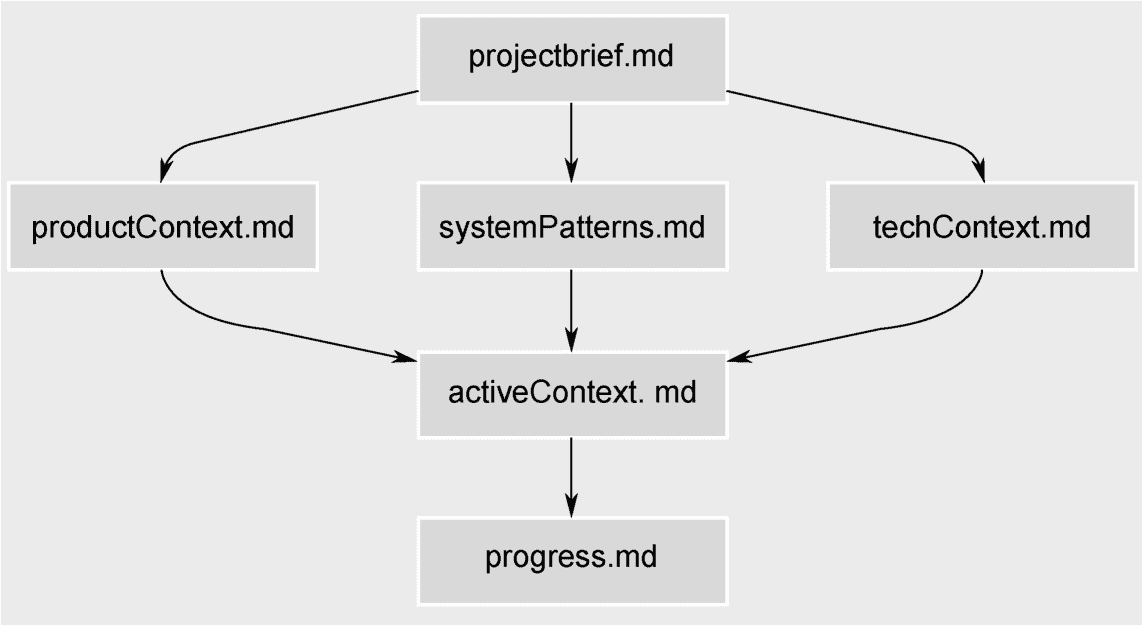 projectbrief.md
productContext.md
systemPatterns.md
techContext.md
activeContext. md
progress.md